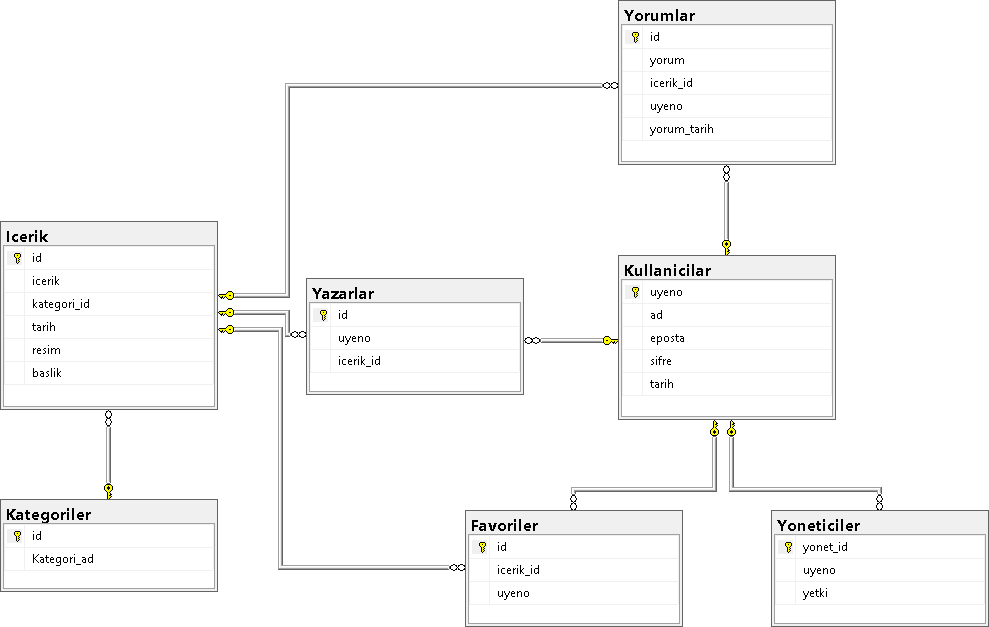 Yorumlar
id
yorum
icerik_id
uyeno
yorum_tarih
Icerik
id
icerik
kategori_id
tarih
resim
baslik
Yazarlar
id
uyeno
icerik_id
Kullanicilar
uyeno
ad
eposta
sifre
tarih
Kategoriler
id
Kategori_ad
Favoriler
id
icerik_id
uyeno
Yoneticiler
yonet_id
uyeno
yetki